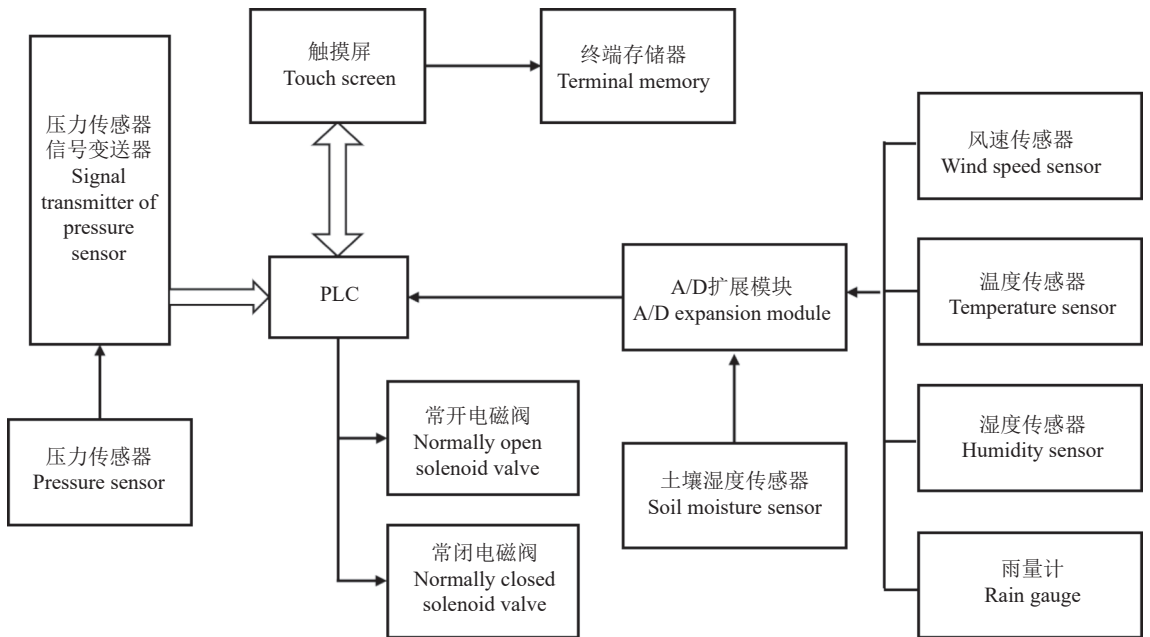 触摸屏
Touch screen
终端存储器
Terminal memory
压力传感器
信号变送器
Signal
transmitter of
pressure
sensor
风速传感器
Wind speed sensor
PLC
A/D扩展模块
A/D expansion module
温度传感器
Temperature sensor
压力传感器
Pressure sensor
常开电磁阀
Normally open
solenoid valve
土壤湿度传感器
Soil moisture sensor
湿度传感器
Humidity sensor
常闭电磁阀
Normally closed
solenoid valve
雨量计
Rain gauge